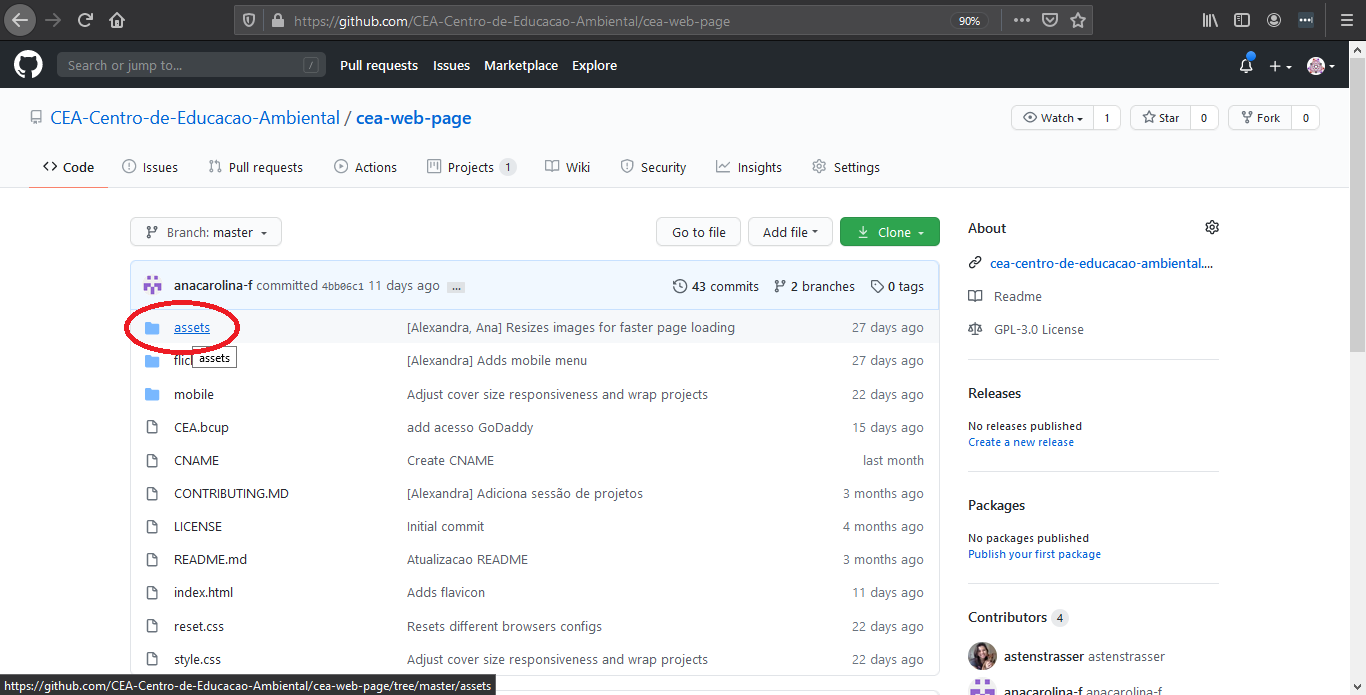 https://github.com/CEA-Centro-de-Educacao-Ambiental/cea-web-page 90%
Search or jump to... / Pull requests Issues Marketplace Explore
CEA-Centro-de-Educacao-Ambiental / cea-web-page Watch 1 Star 0 Fork 0
Code Issues Pull requests Actions Projects 1 Wiki Security Insights Settings
Branch: master Go to file Add file Clone
anacarolina-f committed 4bb06c1 11 days ago ... 43 commits 2 branches 0 tags
assets [Alexandra, Ana] Resizes images for faster page loading 27 days ago
assets
[Alexandra] Adds mobile menu 27 days ago
mobile Adjust cover size responsiveness and wrap projects 22 days ago
CEA.bcup add acesso GoDaddy 15 days ago
CNAME Create CNAME last month
CONTRIBUTING.MD [Alexandra] Adiciona sessão de projetos 3 months ago
LICENSE Initial commit 4 months ago
README.md Atualizacao README 3 months ago
index.html Adds flavicon 11 days ago
reset.css Resets different browsers configs 22 days ago
style.css Adjust cover size responsiveness and wrap projects 22 days ago
About
cea-centro-de-educacao-ambiental....
Readme
GPL-3.0 License
Releases
No releases published
Create a new release
Packages
No packages published
Publish your first package
Contributors 4
astenstrasser astenstrasser
anacarolina-f anacarolina-f
https://github.com/CEA-Centro-de-Educacao-Ambiental/cea-web-page/tree/master/assets